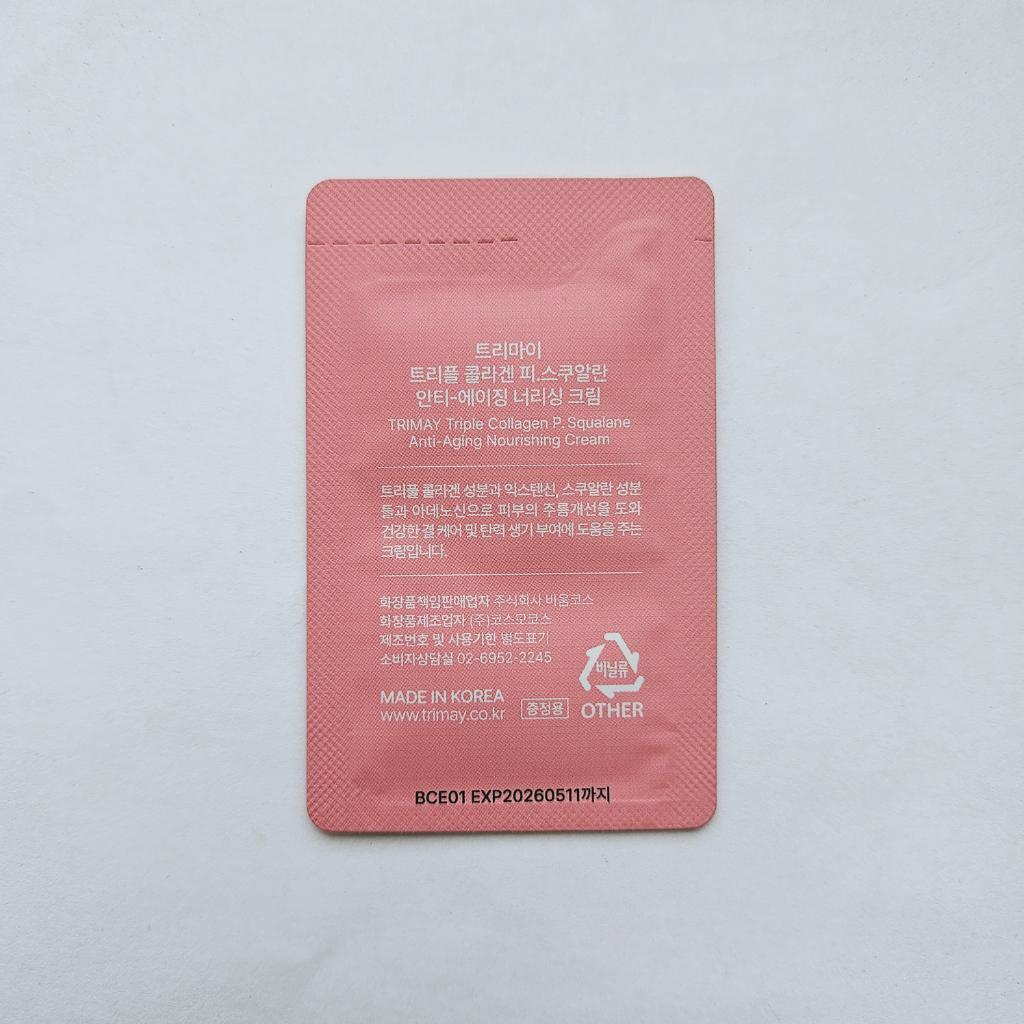 트리마이
트리플 콜라겐 피.스쿠알란
안티-에이징 너리싱 크림
TRIMAY Triple Collagen P. Squalane
Anti-Aging Nourishing Cream
트리플 콜라겐 성분과 익스텐신, 스쿠알란 성분
들과 아데노신으로 피부의 주름개선을 도와
건강한 결 케어 및 탄력 생기 부여에 도움을 주는
크림입니다.
화장품책임판매업자 주식회사 바움코스
화장품제조업자 (주)코스모코스
제조번호 및 사용기한 별도표기
소비자상담실 02-6952-2245
비닐류
MADE IN KOREA
www.trimay.co.kr 증정용 OTHER
BCE01 EXP20260511까지